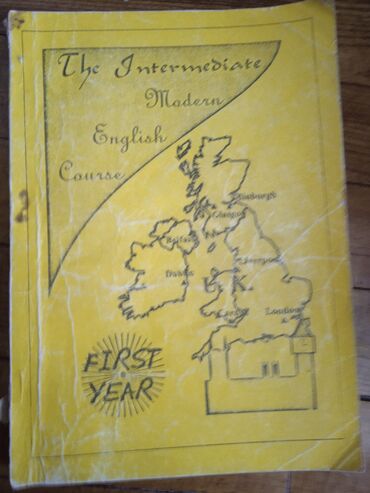 The Intermediate
Modern
English
Course
Edinburgh
Glasgow
Belfast
Dublin
Liverpool
U. K.
Cardiff
London
FIRST
YEAR